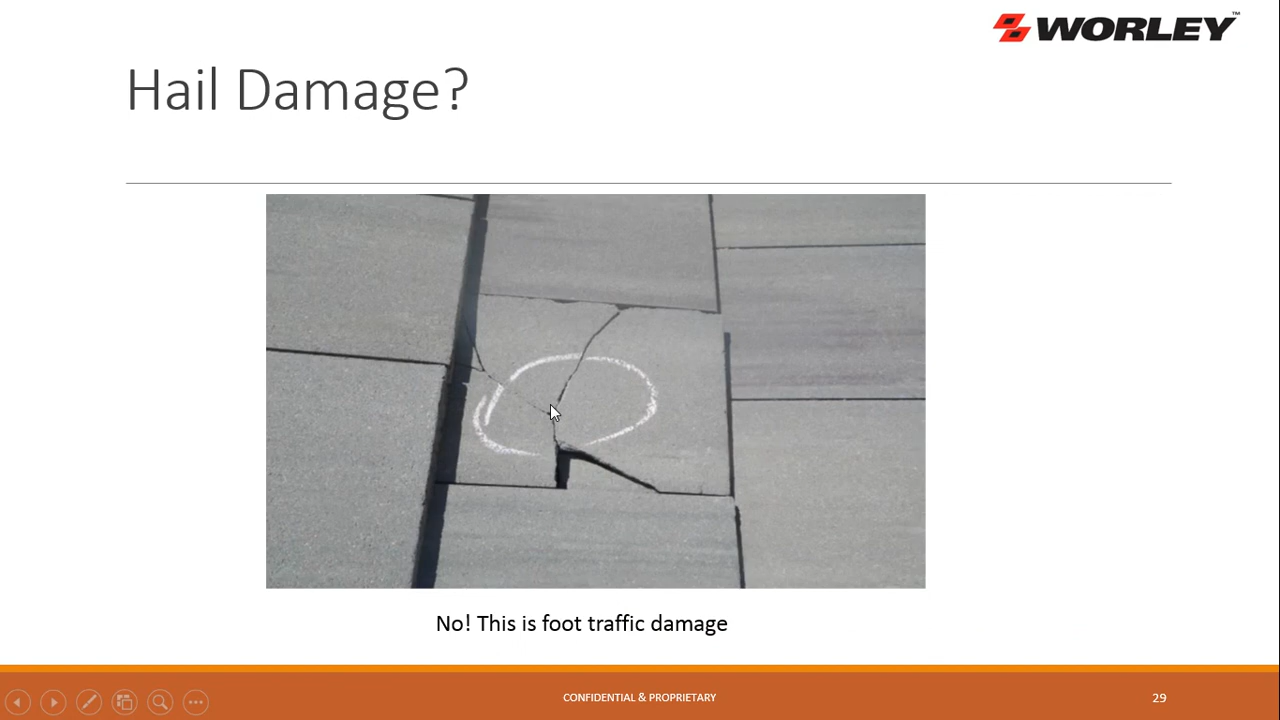 WORLEY™
Hail Damage?
No! This is foot traffic damage
CONFIDENTIAL & PROPRIETARY
29